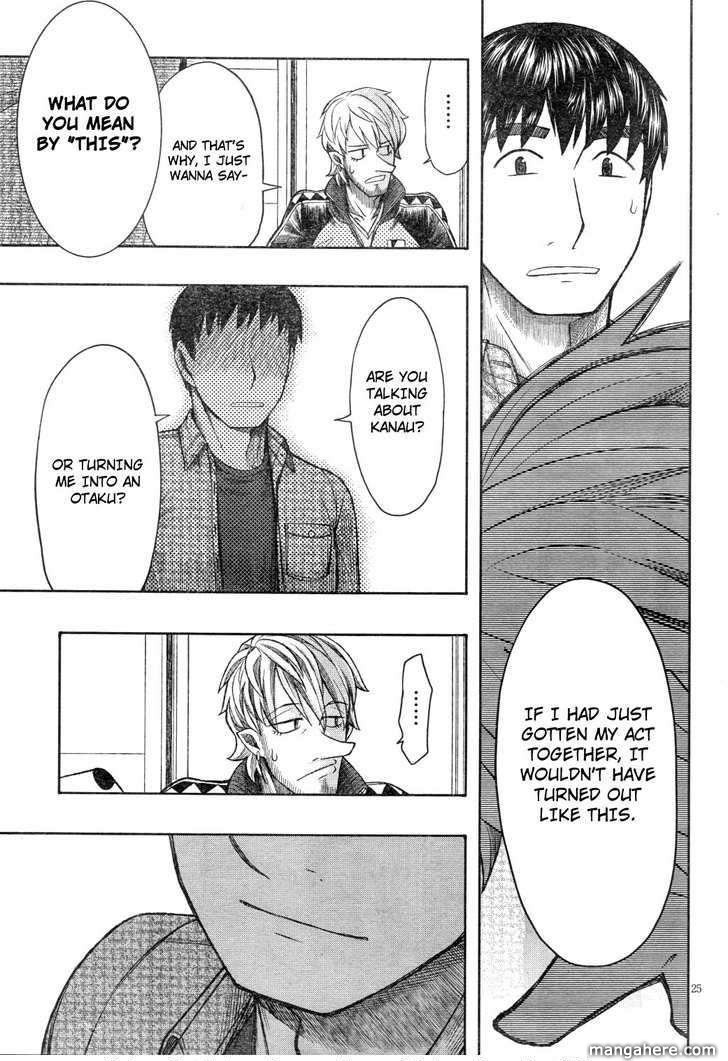 IF I HAD JUST
GOTTEN MY ACT
TOGETHER, IT
WOULDN'T HAVE
TURNED OUT
LIKE THIS.
........
AND THAT'S
WHY, I JUST
WANNA SAY-
WHAT DO
YOU MEAN
BY "THIS"?
ARE YOU
TALKING
ABOUT
KANAU?
OR TURNING
ME INTO AN
OTAKU?
........
25
mangahere.com